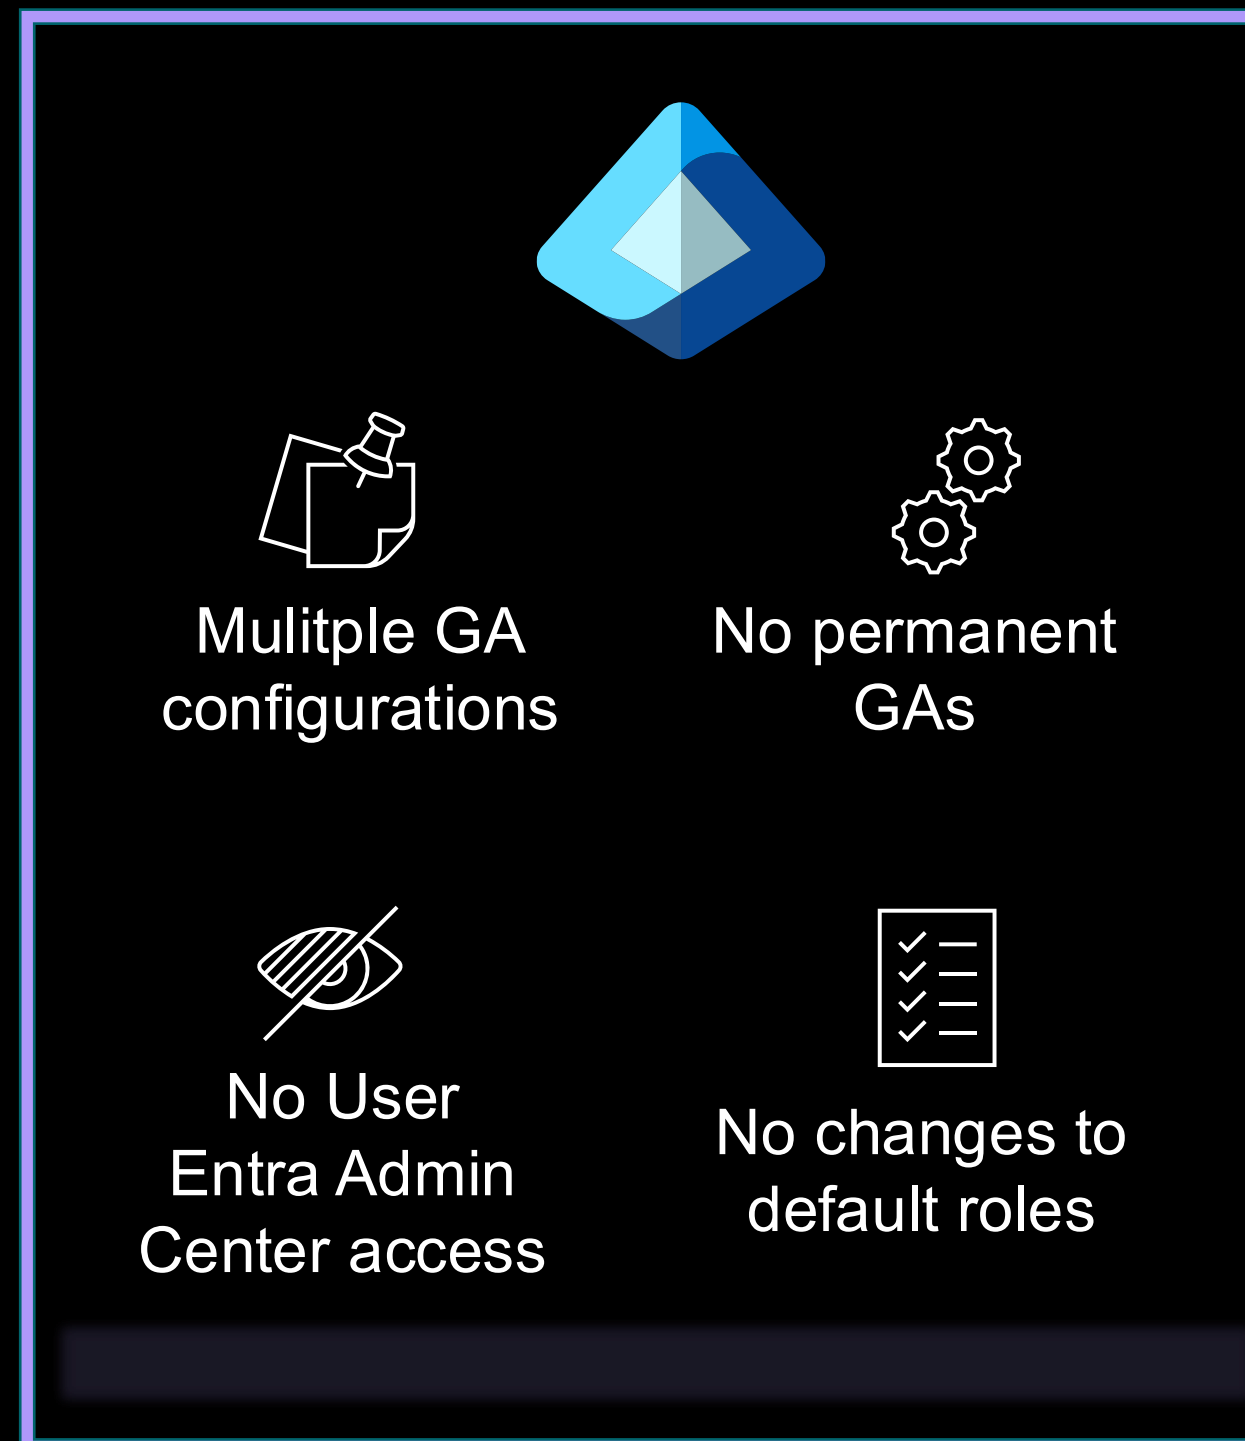 Mulitple GA
configurations
No permanent
GAs
No User
Entra Admin
Center access
No changes to
default roles